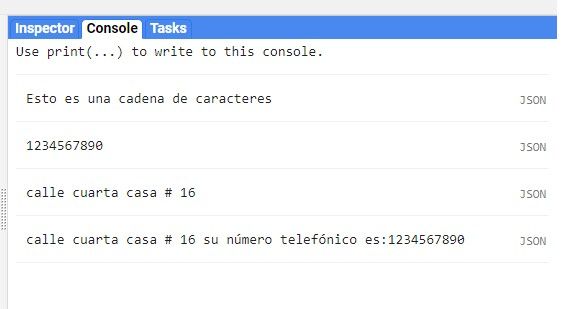 Inspector Console Tasks
Use print(...) to write to this console.
Esto es una cadena de caracteres JSON
1234567890 JSON
calle cuarta casa # 16 JSON
calle cuarta casa # 16 su número telefónico es:1234567890 JSON